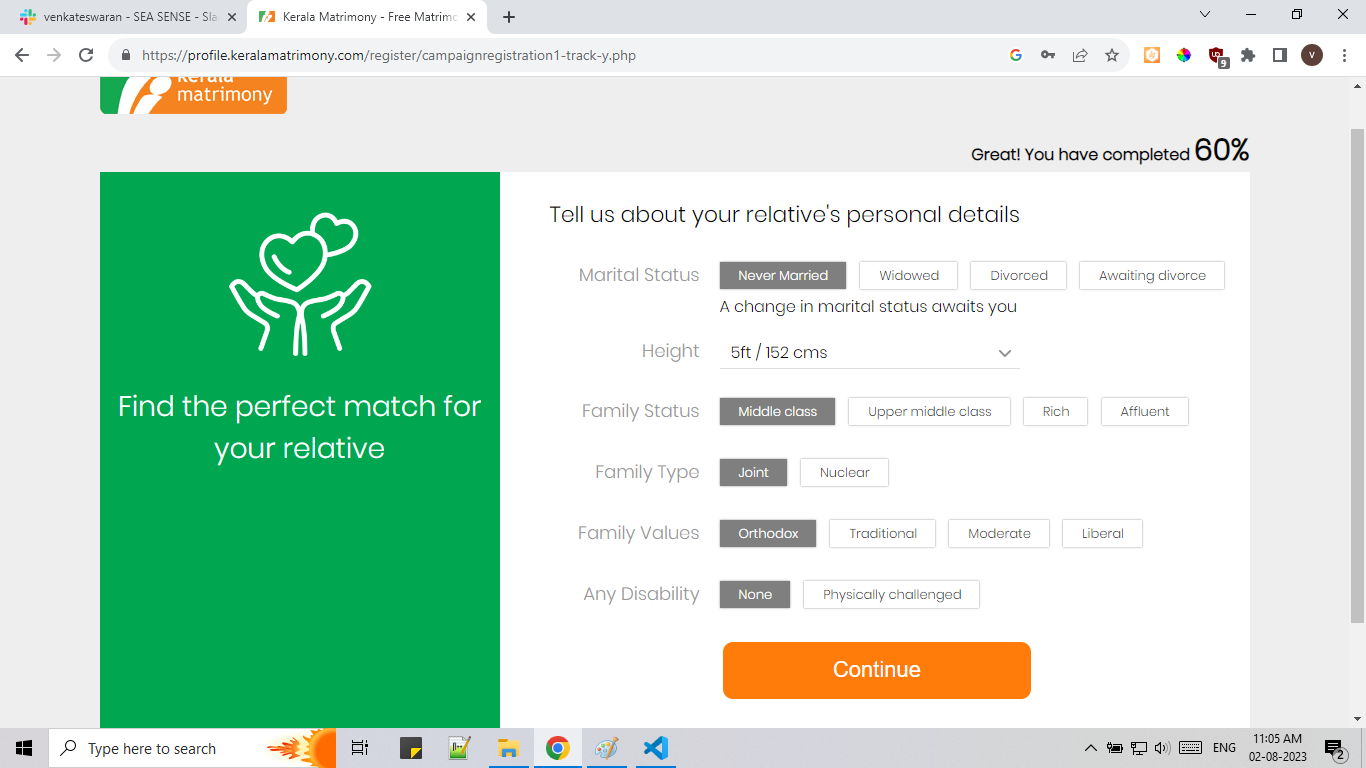 venkateswaran - SEA SENSE - Sla
Kerala Matrimony - Free Matrimo
https://profile.keralamatrimony.com/register/campaignregistration1-track-y.php
9
V
kerala
matrimony
Great! You have completed 60%
Find the perfect match for
your relative
Tell us about your relative's personal details
Marital Status Never Married Widowed Divorced Awaiting divorce
A change in marital status awaits you
Height 5ft / 152 cms
Family Status Middle class Upper middle class Rich Affluent
Family Type Joint Nuclear
Family Values Orthodox Traditional Moderate Liberal
Any Disability None Physically challenged
Continue
Type here to search
ENG
11:05 AM
02-08-2023
2